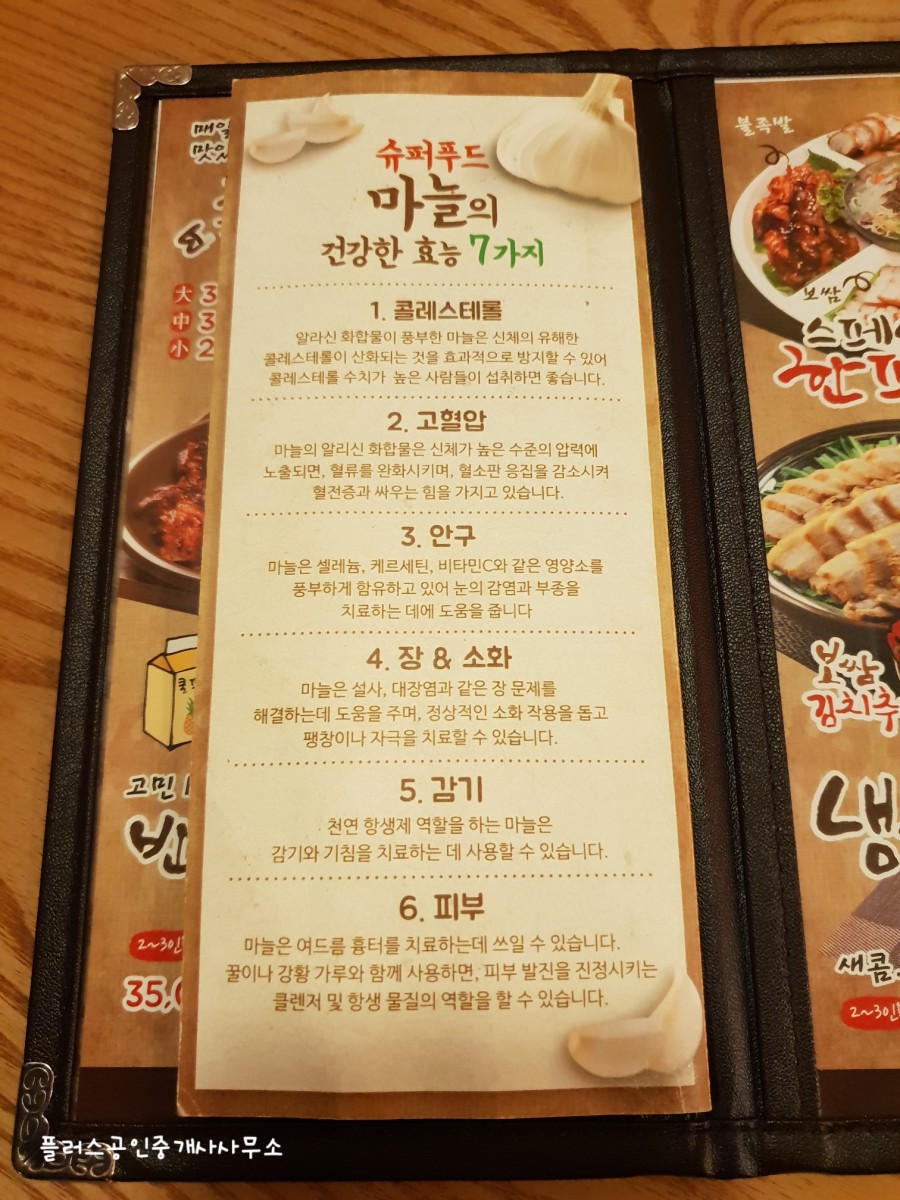 슈퍼푸드
마늘의
건강한 효능 7가지
1. 콜레스테롤
알라신 화합물이 풍부한 마늘은 신체의 유해한
콜레스테롤이 산화되는 것을 효과적으로 방지할 수 있어
콜레스테롤 수치가 높은 사람들이 섭취하면 좋습니다.
2. 고혈압
마늘의 알리신 화합물은 신체가 높은 수준의 압력에
노출되면, 혈류를 완화시키며, 혈소판 응집을 감소시켜
혈전증과 싸우는 힘을 가지고 있습니다.
3. 안구
마늘은 셀레늄, 케르세틴, 비타민C와 같은 영양소를
풍부하게 함유하고 있어 눈의 감염과 부종을
치료하는 데에 도움을 줍니다
4. 장 & 소화
마늘은 설사, 대장염과 같은 장 문제를
해결하는데 도움을 주며, 정상적인 소화 작용을 돕고
팽창이나 자극을 치료할 수 있습니다.
5. 감기
천연 항생제 역할을 하는 마늘은
감기와 기침을 치료하는 데 사용할 수 있습니다.
6. 피부
마늘은 여드름 흉터를 치료하는데 쓰일 수 있습니다.
꿀이나 강황 가루와 함께 사용하면, 피부 발진을 진정시키는
클렌저 및 항생 물질의 역할을 할 수 있습니다.
大 3
中 3
小 2
고민
2~3인
35,
불족발
보쌈
스페
한
보쌈
김치
냉
새콤
2~3인
플러스공인중개사사무소